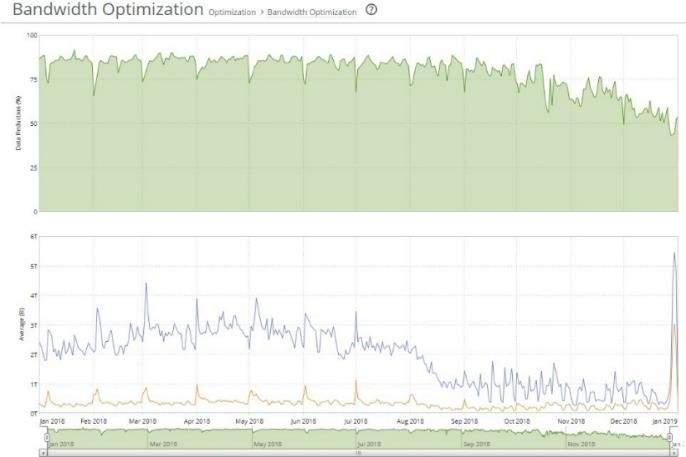 Bandwidth Optimization Optimization > Bandwidth Optimization ?
100
75
50
25
0
Data Reduction (%)
6T
5T
4T
3T
2T
1T
0T
Average (B)
Jan 2018 Feb 2018 Mar 2018 Apr 2018 May 2018 Jun 2018 Jul 2018 Aug 2018 Sep 2018 Oct 2018 Nov 2018 Dec 2018 Jan 2019
Jan 2018 Mar 2018 May 2018 Jul 2018 Sep 2018 Nov 2018 Jan